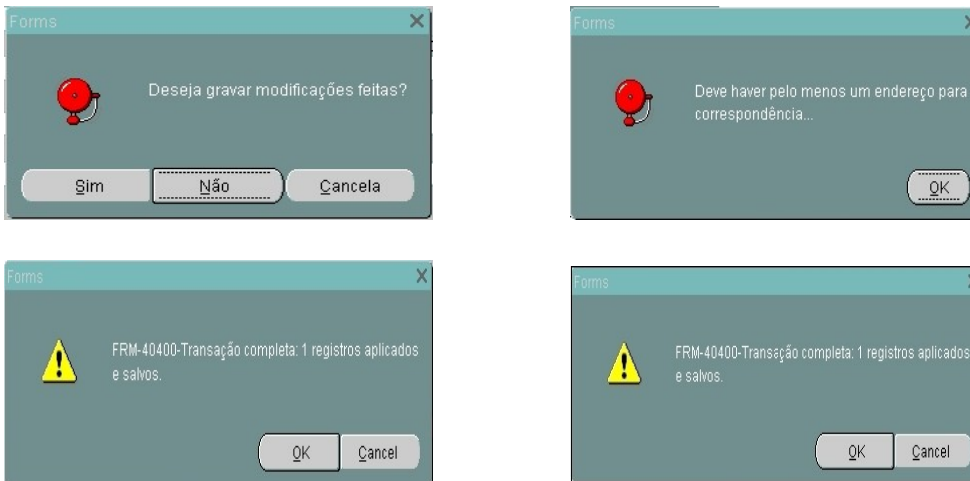 Forms
Deseja gravar modificações feitas?
Sim Não Cancela
Forms
Deve haver pelo menos um endereço para
correspondência...
OK
Forms
FRM-40400-Transação completa: 1 registros aplicados
e salvos.
OK Cancel
Forms
FRM-40400-Transação completa: 1 registros aplicados
e salvos.
OK Cancel